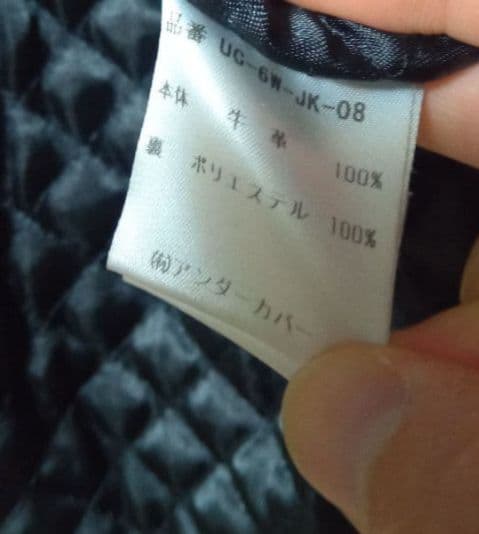 品番 UC-6W-JK-08
本体 牛革 100%
裏 ポリエステル 100%
㈲アンダーカバー